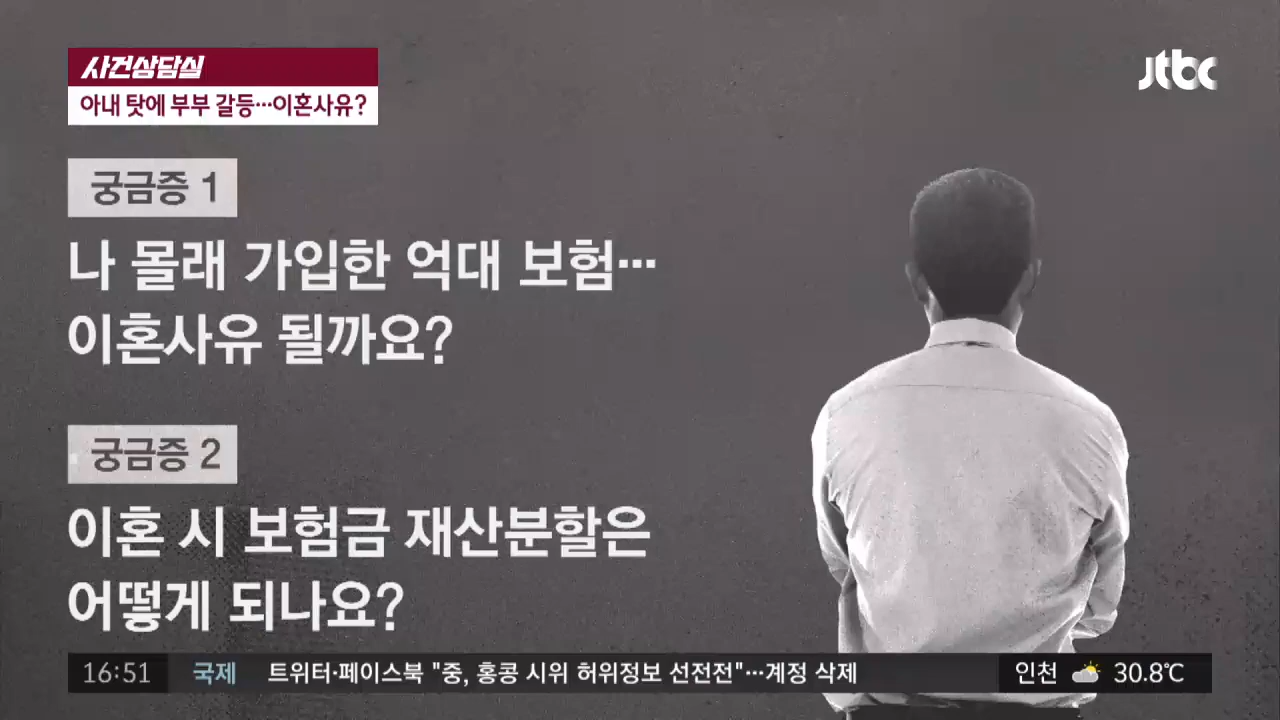 사건상담실
jtbc
아내 탓에 부부 갈등…이혼사유?
궁금증 1
나 몰래 가입한 억대 보험…
이혼사유 될까요?
궁금증 2
이혼 시 보험금 재산분할은
어떻게 되나요?
16:51 국제 트위터·페이스북 "중, 홍콩 시위 허위정보 선전전"…계정 삭제 인천 30.8℃